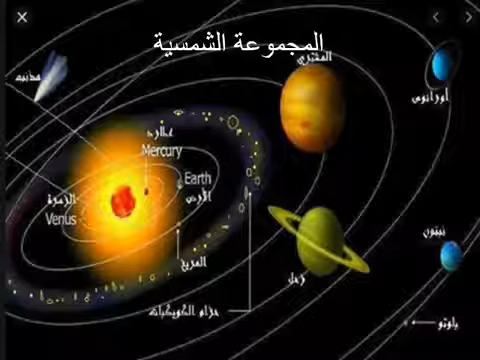 المجموعة الشمسية
المشتري
مذنب
أورانوس
عطارد
Mercury
Earth
الأرض
الزهرة
Venus
المريخ
نبتون
زحل
حزام الكويكبات
بلوتو